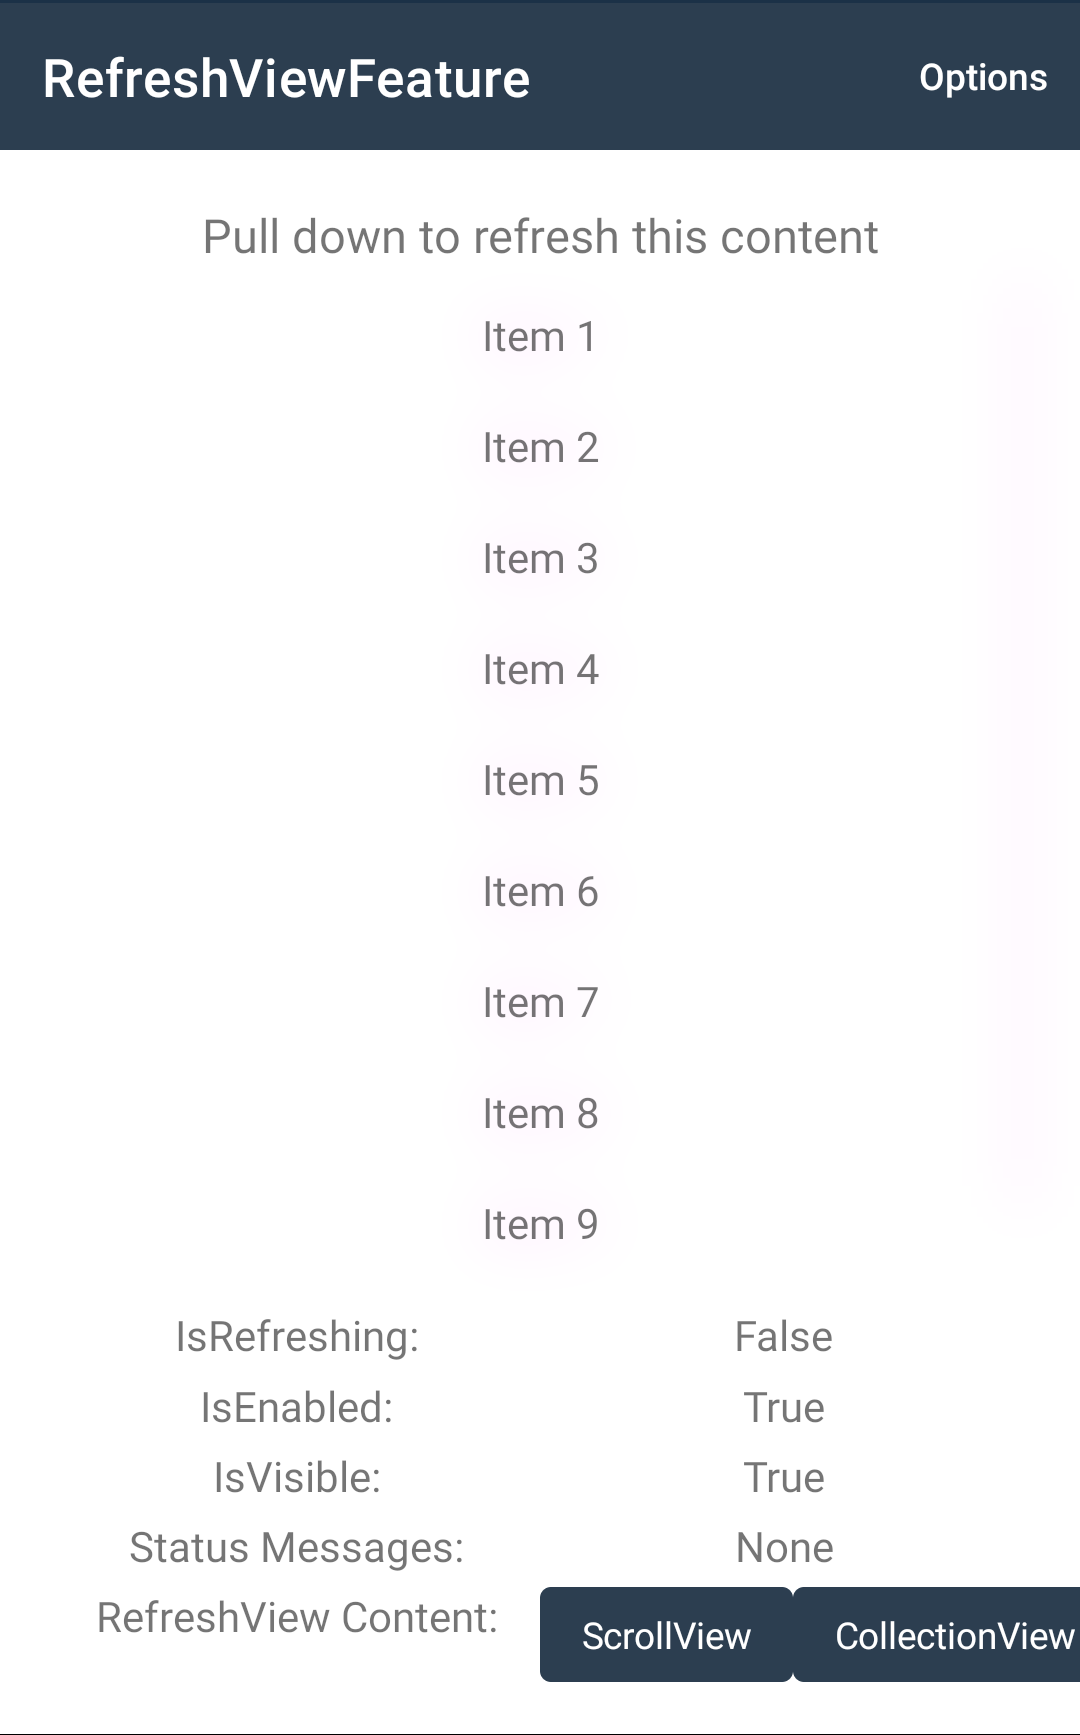 RefreshViewFeature Options
Pull down to refresh this content
Item 1
Item 2
Item 3
Item 4
Item 5
Item 6
Item 7
Item 8
Item 9
IsRefreshing: False
IsEnabled: True
IsVisible: True
Status Messages: None
RefreshView Content: ScrollView CollectionView